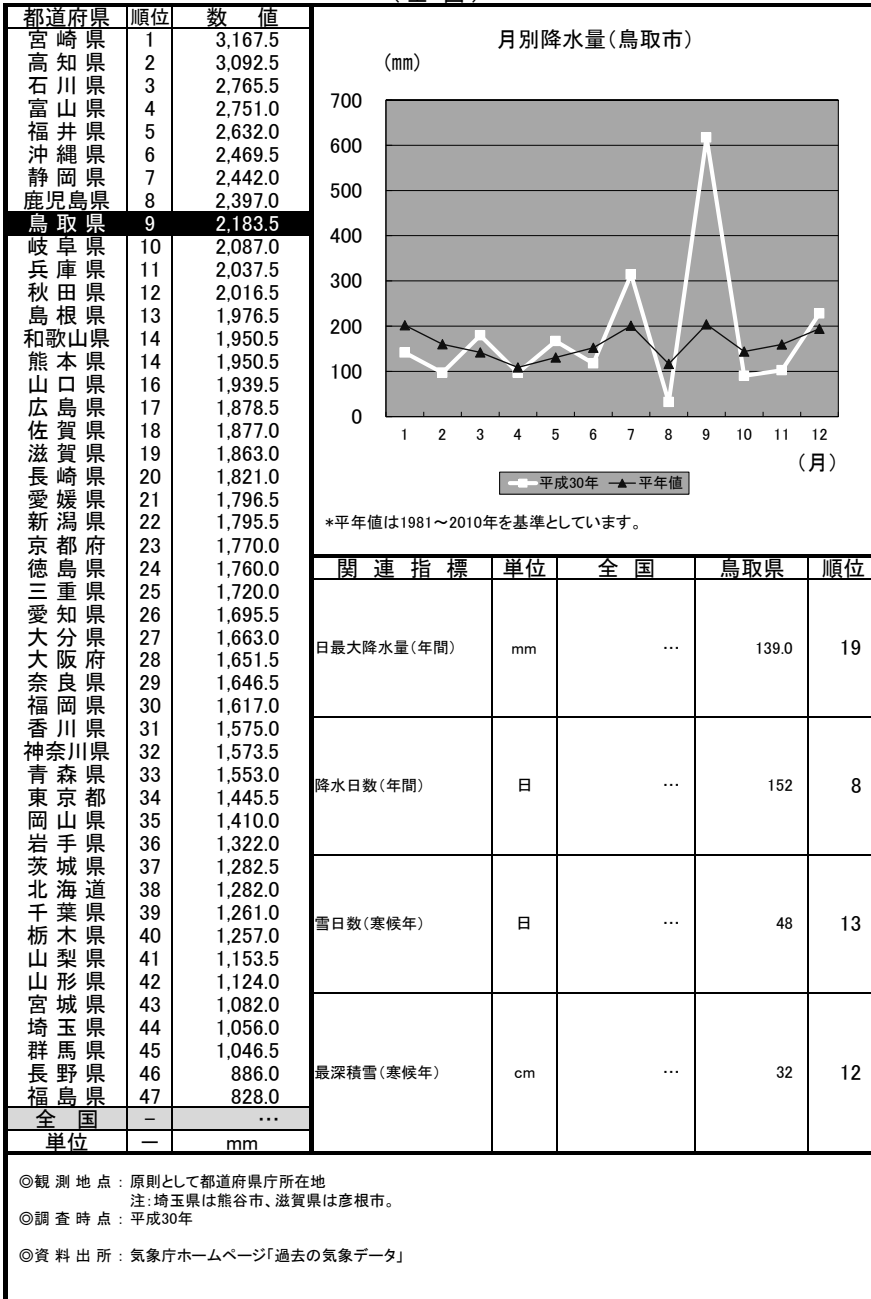 都道府県 順位 数 値
宮 崎 県 1 3,167.5
高 知 県 2 3,092.5
石 川 県 3 2,765.5
富 山 県 4 2,751.0
福 井 県 5 2,632.0
沖 縄 県 6 2,469.5
静 岡 県 7 2,442.0
鹿児島県 8 2,397.0
鳥 取 県 9 2,183.5
岐 阜 県 10 2,087.0
兵 庫 県 11 2,037.5
秋 田 県 12 2,016.5
島 根 県 13 1,976.5
和歌山県 14 1,950.5
熊 本 県 14 1,950.5
山 口 県 16 1,939.5
広 島 県 17 1,878.5
佐 賀 県 18 1,877.0
滋 賀 県 19 1,863.0
長 崎 県 20 1,821.0
愛 媛 県 21 1,796.5
新 潟 県 22 1,795.5
京 都 府 23 1,770.0
徳 島 県 24 1,760.0
三 重 県 25 1,720.0
愛 知 県 26 1,695.5
大 分 県 27 1,663.0
大 阪 府 28 1,651.5
奈 良 県 29 1,646.5
福 岡 県 30 1,617.0
香 川 県 31 1,575.0
神奈川県 32 1,573.5
青 森 県 33 1,553.0
東 京 都 34 1,445.5
岡 山 県 35 1,410.0
岩 手 県 36 1,322.0
茨 城 県 37 1,282.5
北 海 道 38 1,282.0
千 葉 県 39 1,261.0
栃 木 県 40 1,257.0
山 梨 県 41 1,153.5
山 形 県 42 1,124.0
宮 城 県 43 1,082.0
埼 玉 県 44 1,056.0
群 馬 県 45 1,046.5
長 野 県 46 886.0
福 島 県 47 828.0
全 国 − …
単位 ー mm
月別降水量(鳥取市)
(mm)
700
600
500
400
300
200
100
0
1 2 3 4 5 6 7 8 9 10 11 12
(月)
平成30年 平年値
*平年値は1981~2010年を基準としています。
関 連 指 標 単位 全 国 鳥取県 順位
日最大降水量(年間) mm … 139.0 19
降水日数(年間) 日 … 152 8
雪日数(寒候年) 日 … 48 13
最深積雪(寒候年) cm … 32 12
◎観 測 地 点 : 原則として都道府県庁所在地
注:埼玉県は熊谷市、滋賀県は彦根市。
◎調 査 時 点 : 平成30年
◎資 料 出 所 : 気象庁ホームページ「過去の気象データ」